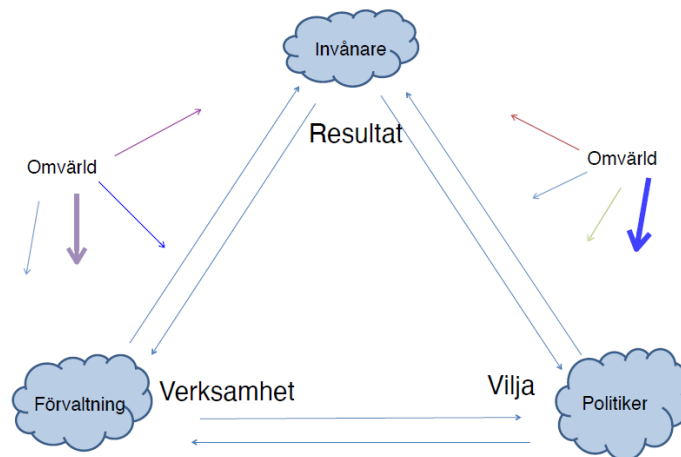 Invånare
Resultat
Omvärld
Omvärld
Förvaltning
Verksamhet
Vilja
Politiker